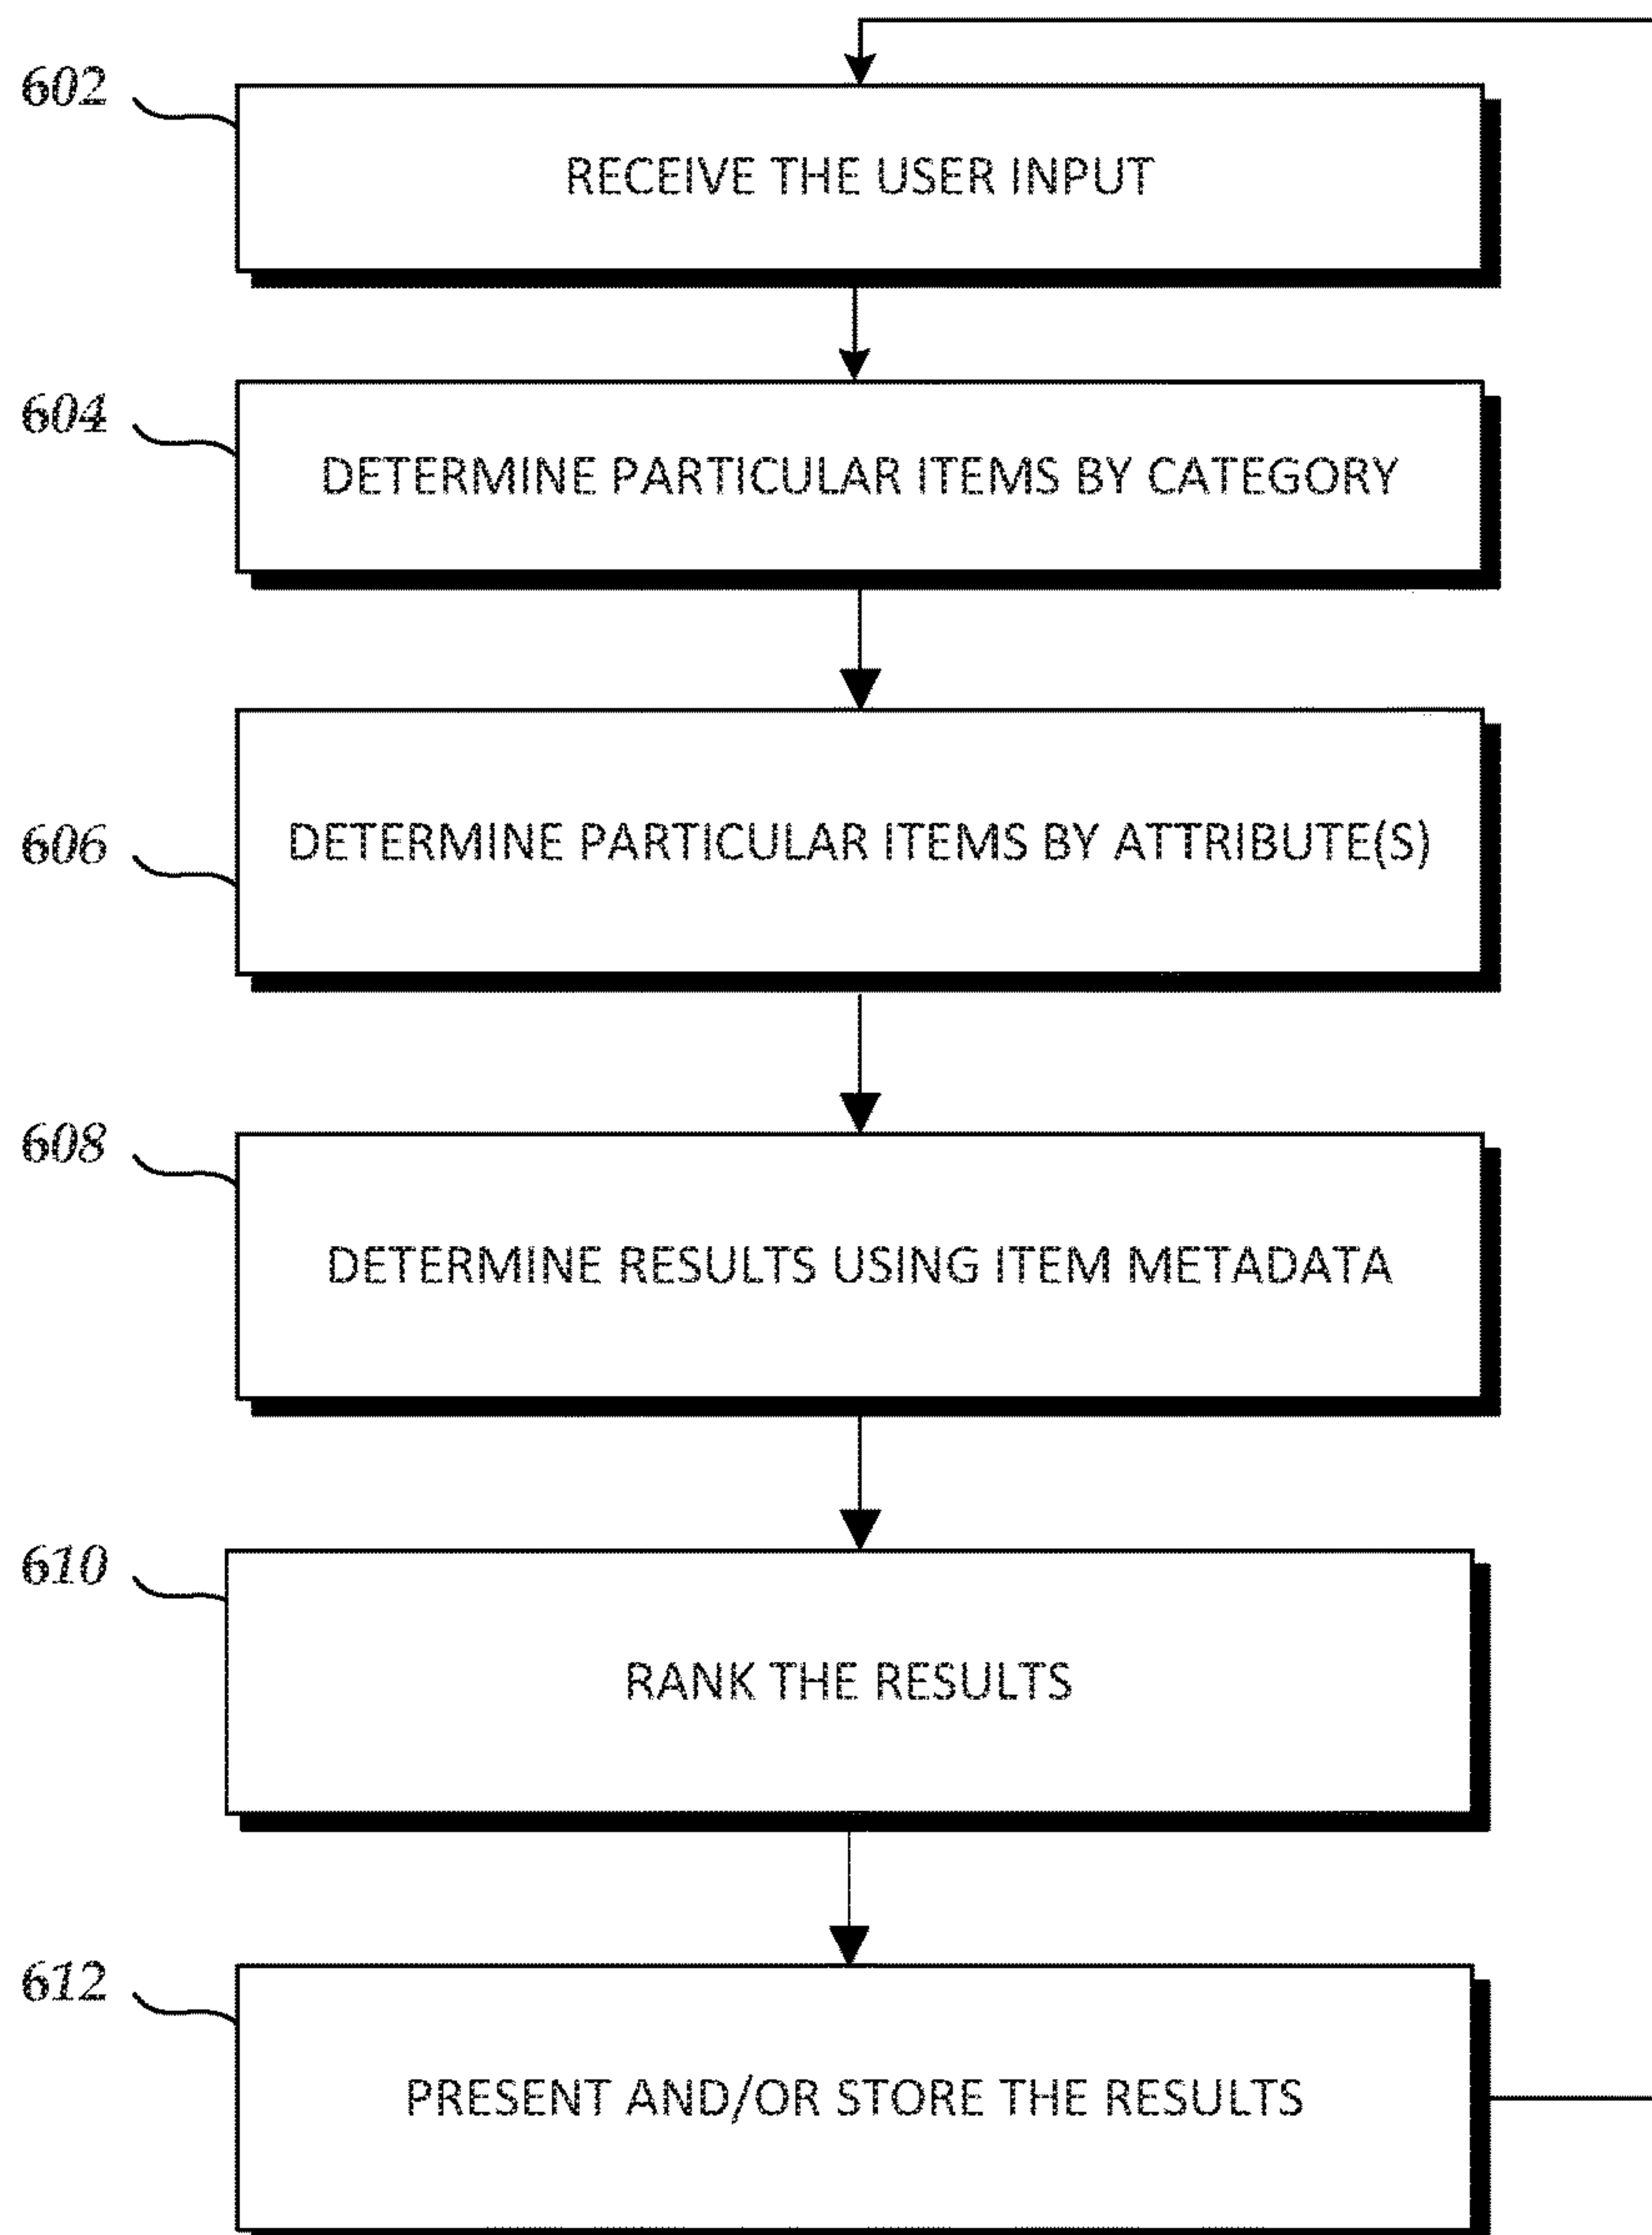 602
RECEIVE THE USER INPUT
604
DETERMINE PARTICULAR ITEMS BY CATEGORY
606
DETERMINE PARTICULAR ITEMS BY ATTRIBUTE(S)
608
DETERMINE RESULTS USING ITEM METADATA
610
RANK THE RESULTS
612
PRESENT AND/OR STORE THE RESULTS